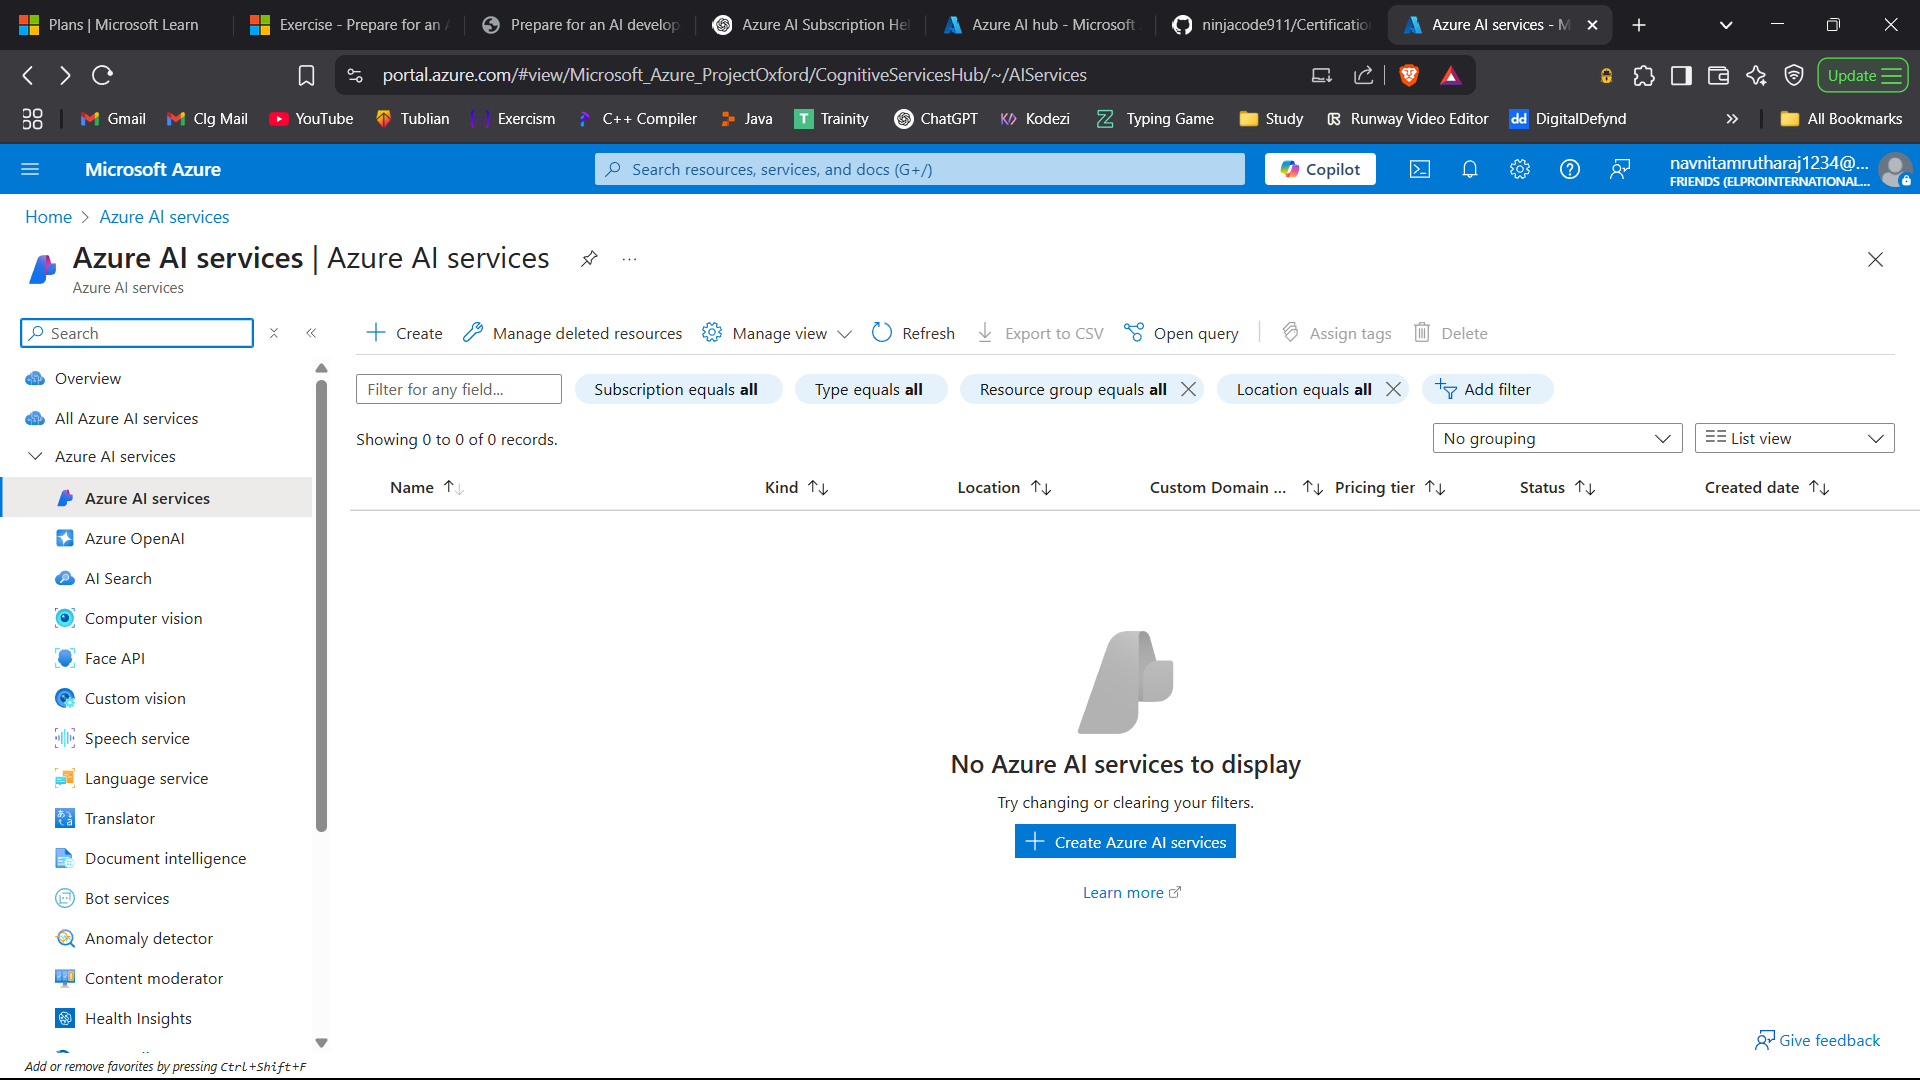 Plans | Microsoft Learn
Exercise - Prepare for an A
Prepare for an AI develop
Azure AI Subscription Hel
Azure AI hub - Microsoft
ninjacode911/Certification
Azure AI services - M
portal.azure.com/#view/Microsoft_Azure_ProjectOxford/CognitiveServicesHub/~/AIServices
Update
Gmail
Clg Mail
YouTube
Tublian
Exercism
C++ Compiler
Java
Trainity
ChatGPT
Kodezi
Typing Game
Study
Runway Video Editor
DigitalDefynd
All Bookmarks
Microsoft Azure
Search resources, services, and docs (G+/)
Copilot
navnitamrutharaj1234@...
FRIENDS (ELPROINTERNATIONAL...
Home > Azure AI services
Azure AI services | Azure AI services
Azure AI services
Search
Create
Manage deleted resources
Manage view
Refresh
Export to CSV
Open query
Assign tags
Delete
Overview
All Azure AI services
Azure AI services
Azure AI services
Azure OpenAI
AI Search
Computer vision
Face API
Custom vision
Speech service
Language service
Translator
Document intelligence
Bot services
Anomaly detector
Content moderator
Health Insights
Add or remove favorites by pressing Ctrl+Shift+F
Filter for any field...
Subscription equals all
Type equals all
Resource group equals all
Location equals all
Add filter
Showing 0 to 0 of 0 records.
No grouping
List view
Name
Kind
Location
Custom Domain ...
Pricing tier
Status
Created date
No Azure AI services to display
Try changing or clearing your filters.
Create Azure AI services
Learn more
Give feedback